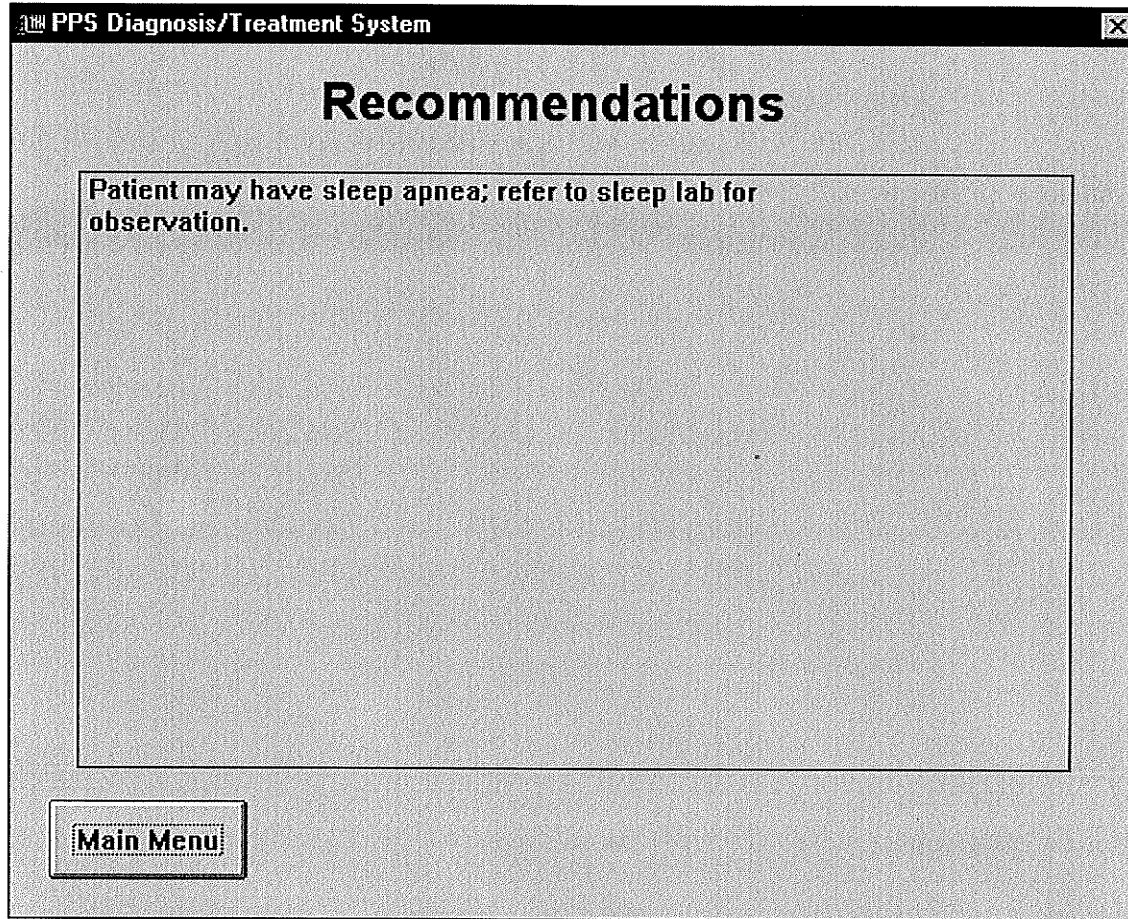 PPS Diagnosis/Treatment System
Recommendations
Patient may have sleep apnea; refer to sleep lab for
observation.
Main Menu